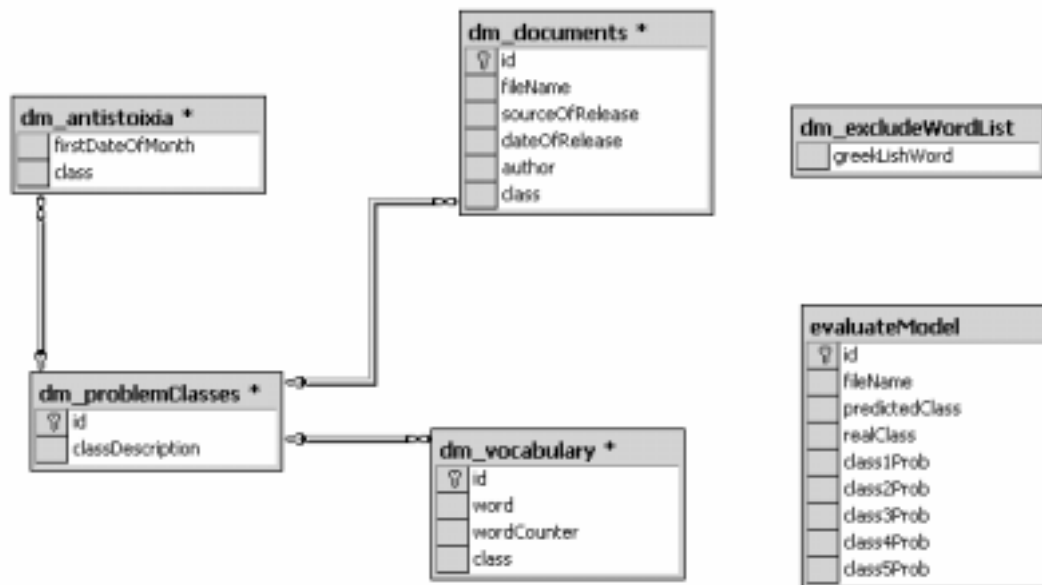 dm_documents *
id
fileName
sourceOfRelease
dateOfRelease
author
class
dm_antistoixia *
firstDateOfMonth
class
dm_excludeWordList
greekLishWord
dm_problemClasses *
id
classDescription
dm_vocabulary *
id
word
wordCounter
class
evaluateModel
id
fileName
predictedClass
realClass
class1Prob
class2Prob
class3Prob
class4Prob
class5Prob